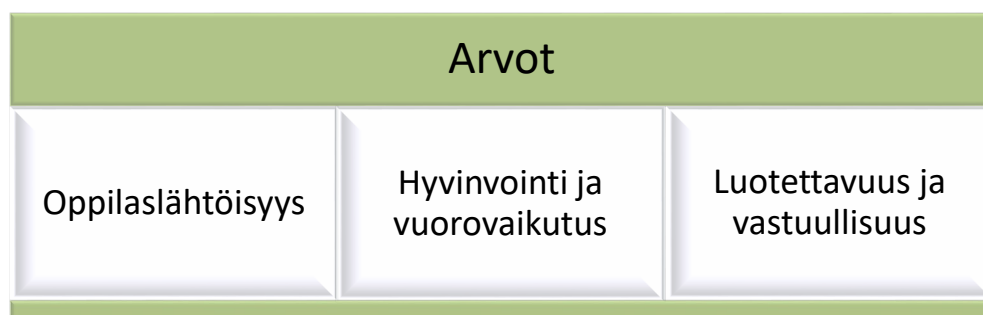 Arvot
Oppilaslähtöisyys
Hyvinvointi ja
vuorovaikutus
Luotettavuus ja
vastuullisuus